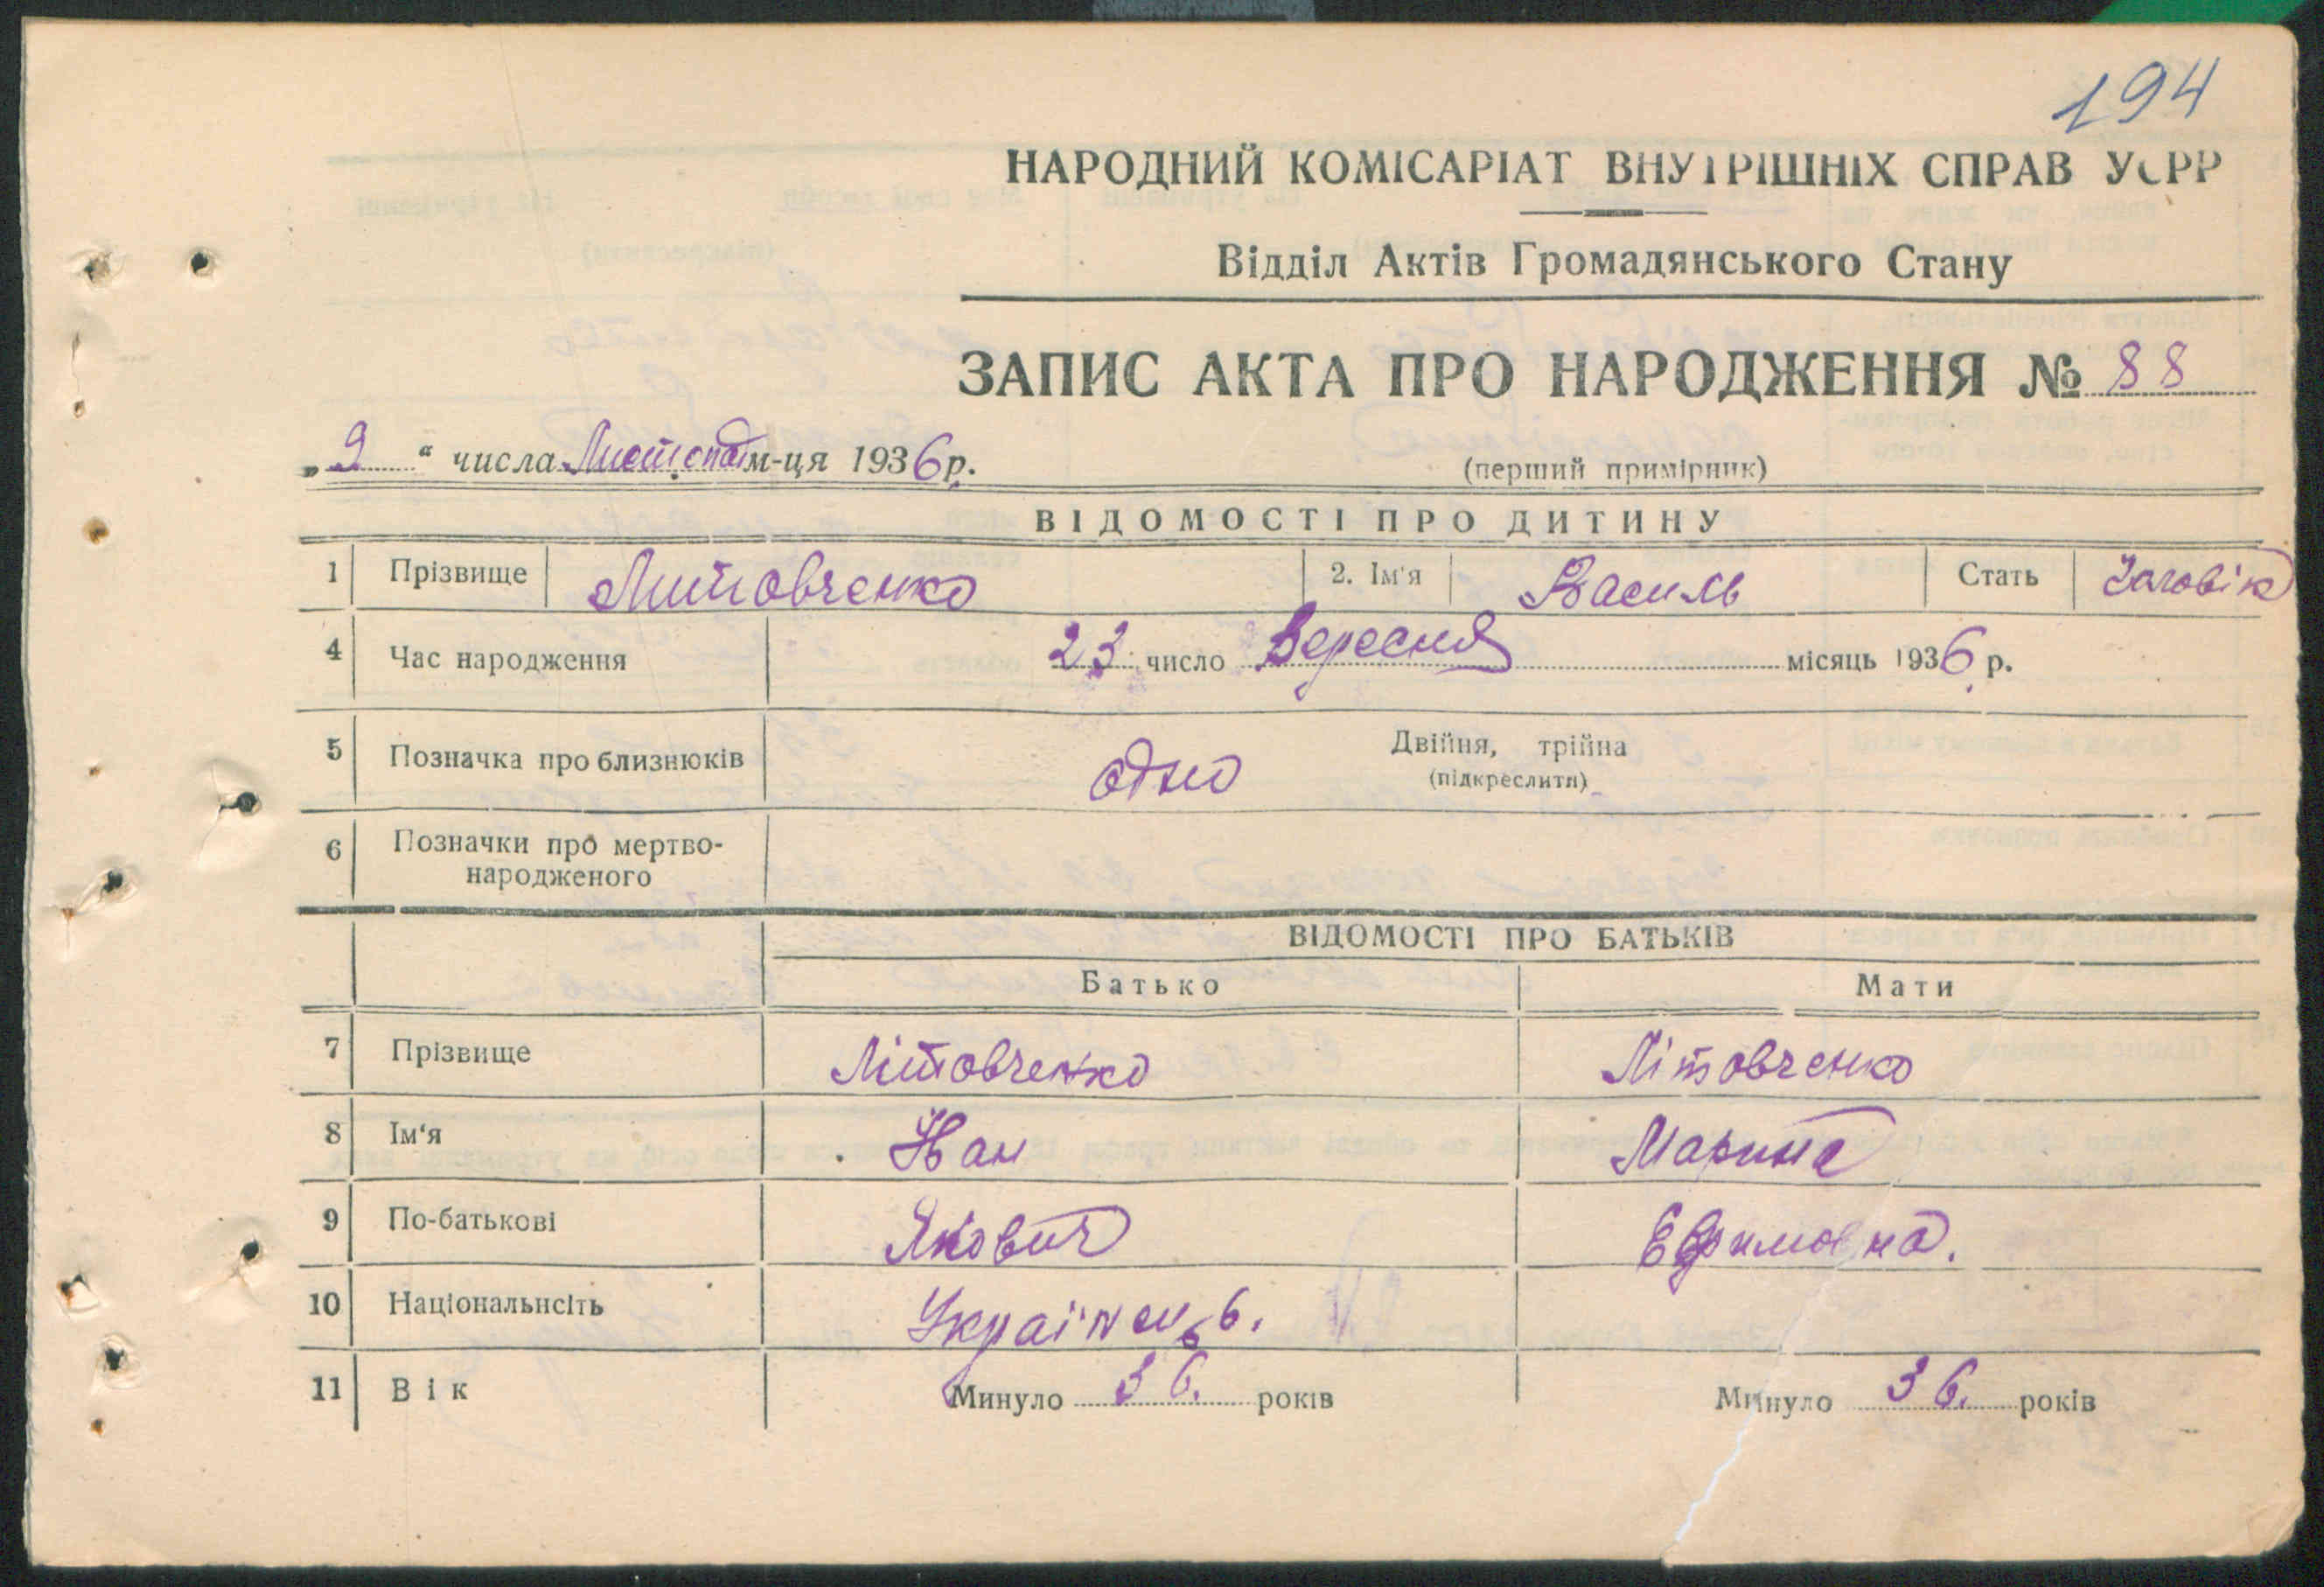 194
НАРОДНИЙ КОМІСАРІАТ ВНУТРІШНІХ СПРАВ УСРР
Відділ Актів Громадянського Стану
ЗАПИС АКТА ПРО НАРОДЖЕННЯ № 88
„9“ числа Листопад м-ця 1936 р.
(перший примірник)
ВІДОМОСТІ ПРО ДИТИНУ
1 Прізвище Литовченко 2. Ім'я Василь Стать Чоловік
4 Час народження 23 число Вересня місяць 1936 р.
5 Позначка про близнюків одно Двійня, трійна
(підкреслити)
6 Позначки про мертво-
народженого
ВІДОМОСТІ ПРО БАТЬКІВ
Батько Мати
7 Прізвище Літовченко Літовченко
8 Ім'я Iван Марина
9 По-батькові Якович Ефримовна.
10 Національнсіть Українец
11 Вік Минуло 36. років Минуло 36. років